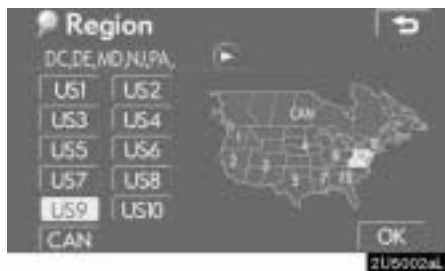 Region
DC,DE,MD,NJ,PA,
US1 US2
US3 US4
US5 US6
US7 US8
US9 US10
CAN
CAN
OK
2U5002aL